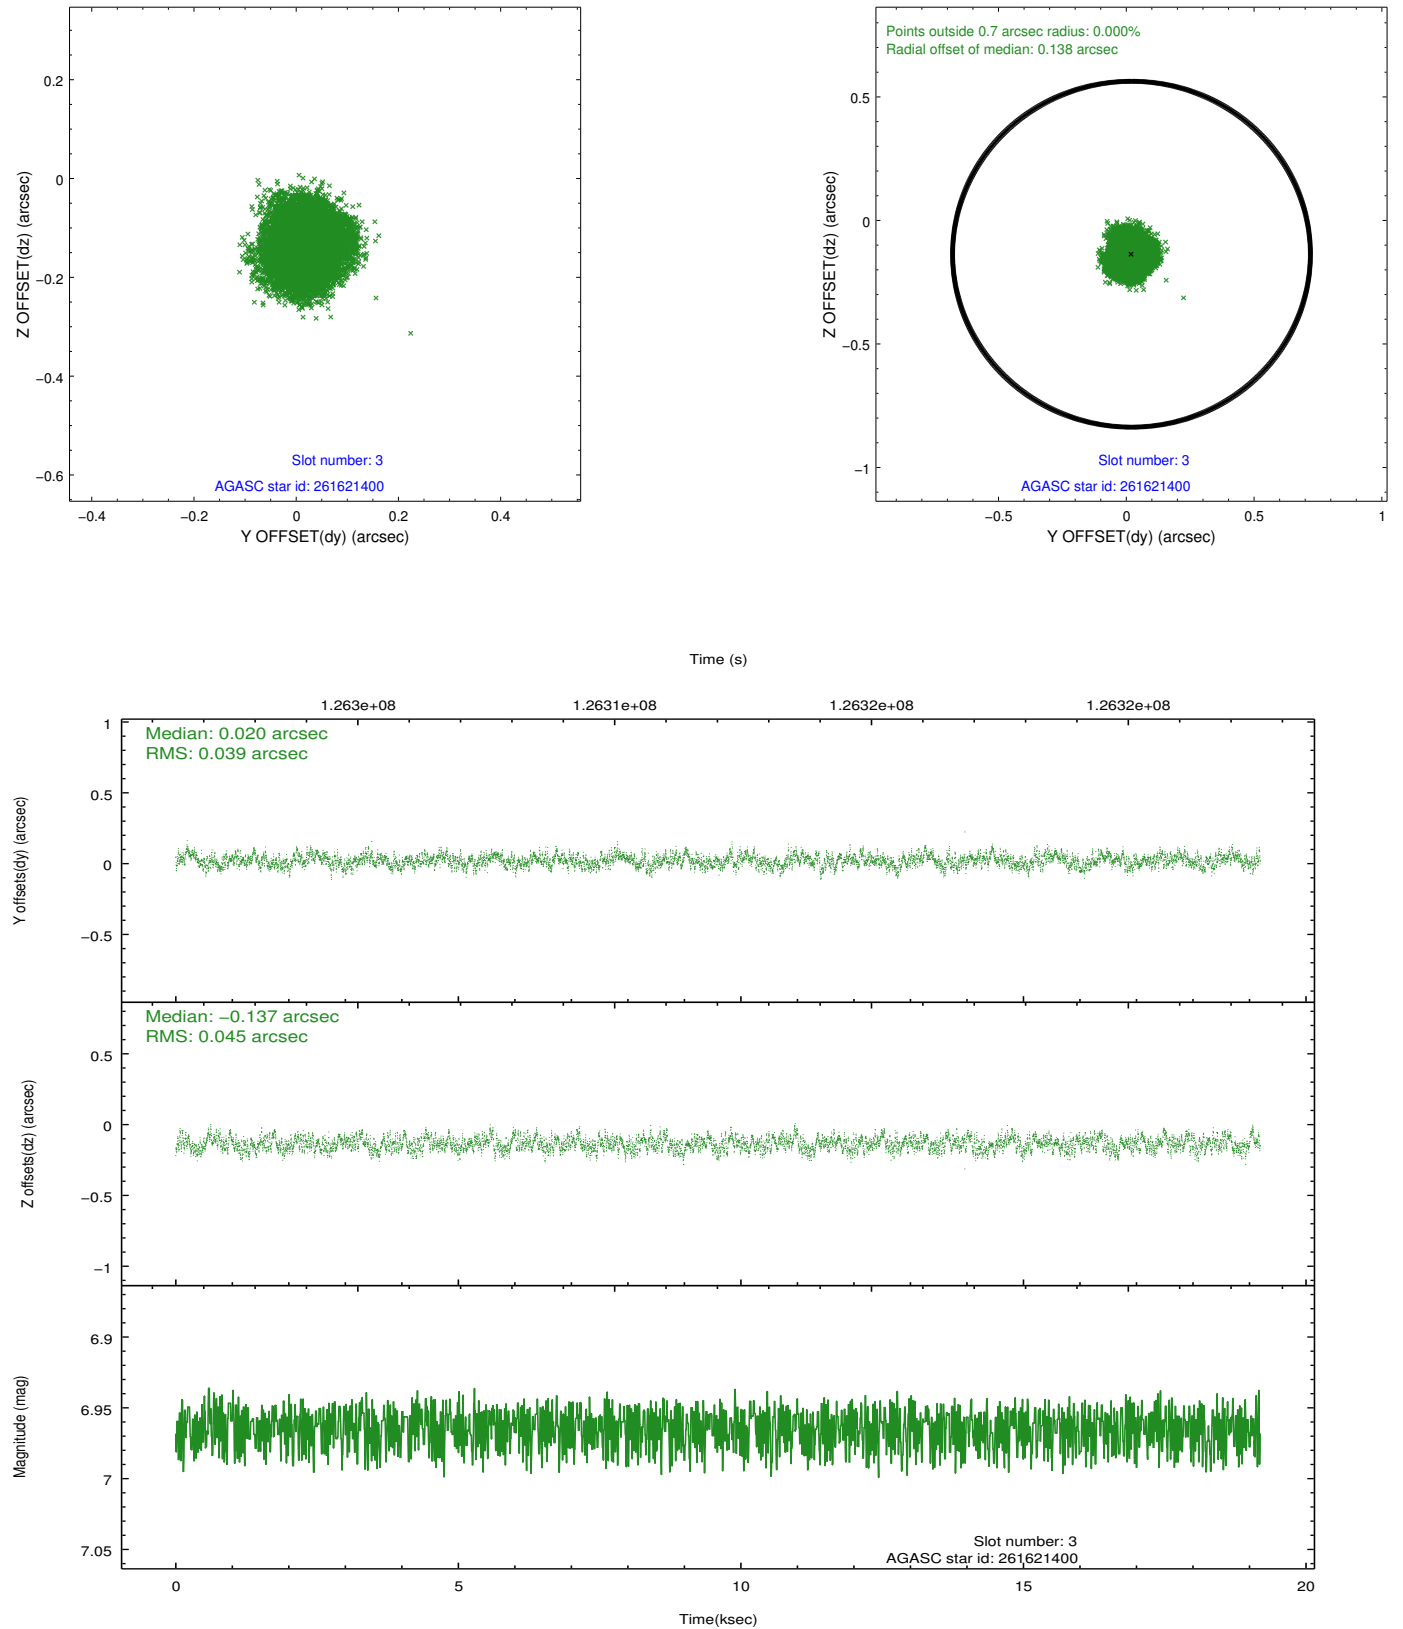 0.2
0
−0.2
−0.4
−0.6
Z OFFSET(dz) (arcsec)
Slot number: 3
AGASC star id: 261621400
−0.4
−0.2
0
0.2
0.4
Y OFFSET(dy) (arcsec)
Points outside 0.7 arcsec radius: 0.000%
Radial offset of median: 0.138 arcsec
0.5
0
−0.5
−1
Z OFFSET(dz) (arcsec)
Slot number: 3
AGASC star id: 261621400
−0.5
0
0.5
1
Y OFFSET(dy) (arcsec)
Time (s)
1.263e+08
1.2631e+08
1.2632e+08
1.2632e+08
Median: 0.020 arcsec
RMS: 0.039 arcsec
1
0.5
0
−0.5
Y offsets(dy) (arcsec)
Median: −0.137 arcsec
RMS: 0.045 arcsec
0.5
0
−0.5
−1
Z offsets(dz) (arcsec)
6.9
6.95
7
7.05
Magnitude (mag)
Slot number: 3
AGASC star id: 261621400
0
5
10
15
20
Time(ksec)